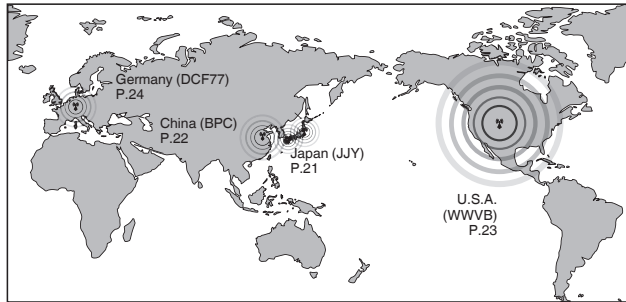 Germany (DCF77)
P.24
China (BPC)
P.22
Japan (JJY)
P.21
U.S.A.
(WWVB)
P.23